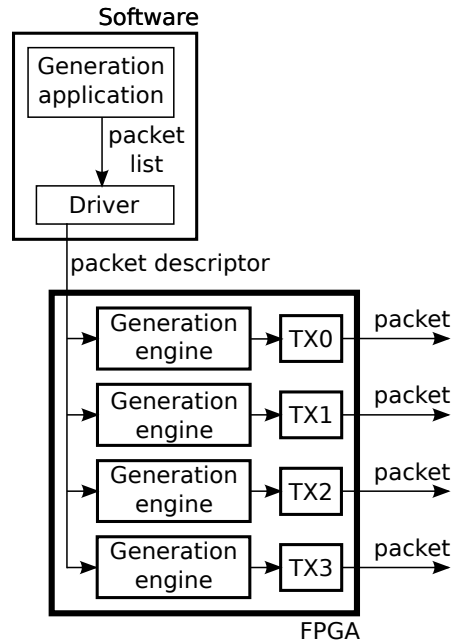 Software
Generation
application
packet
list
Driver
packet descriptor
Generation
engine
TX0
packet
Generation
engine
TX1
packet
Generation
engine
TX2
packet
Generation
engine
TX3
packet
FPGA